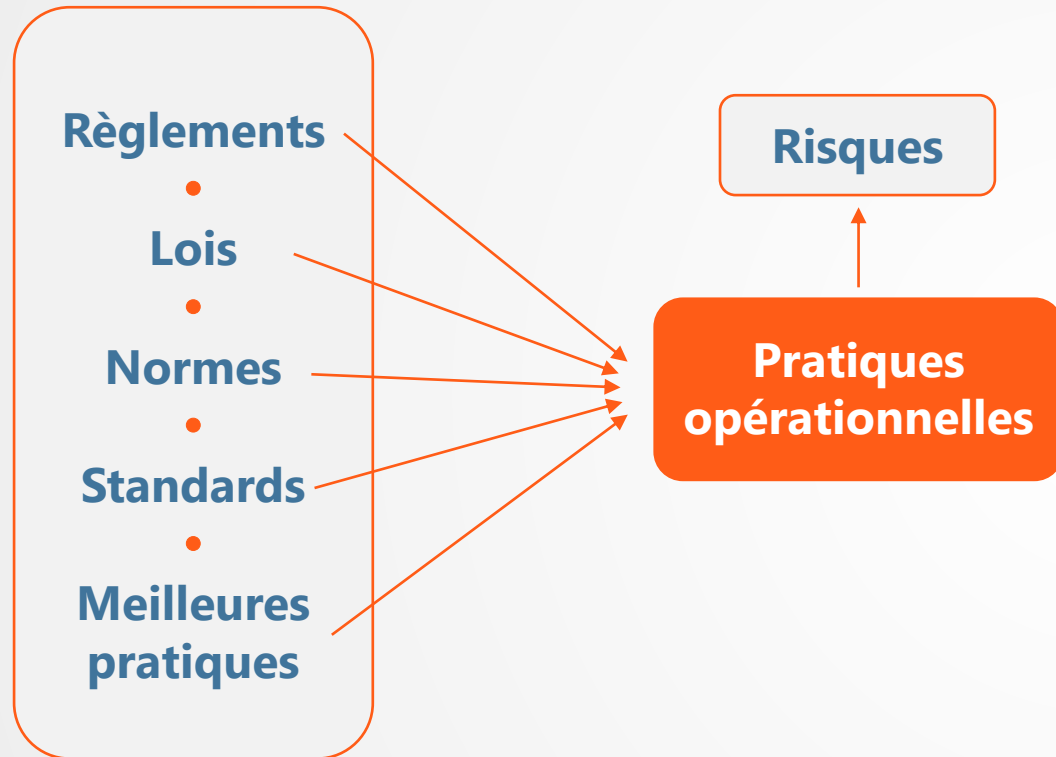 Règlements
Lois
Normes
Standards
Meilleures
pratiques
Risques
Pratiques
opérationnelles